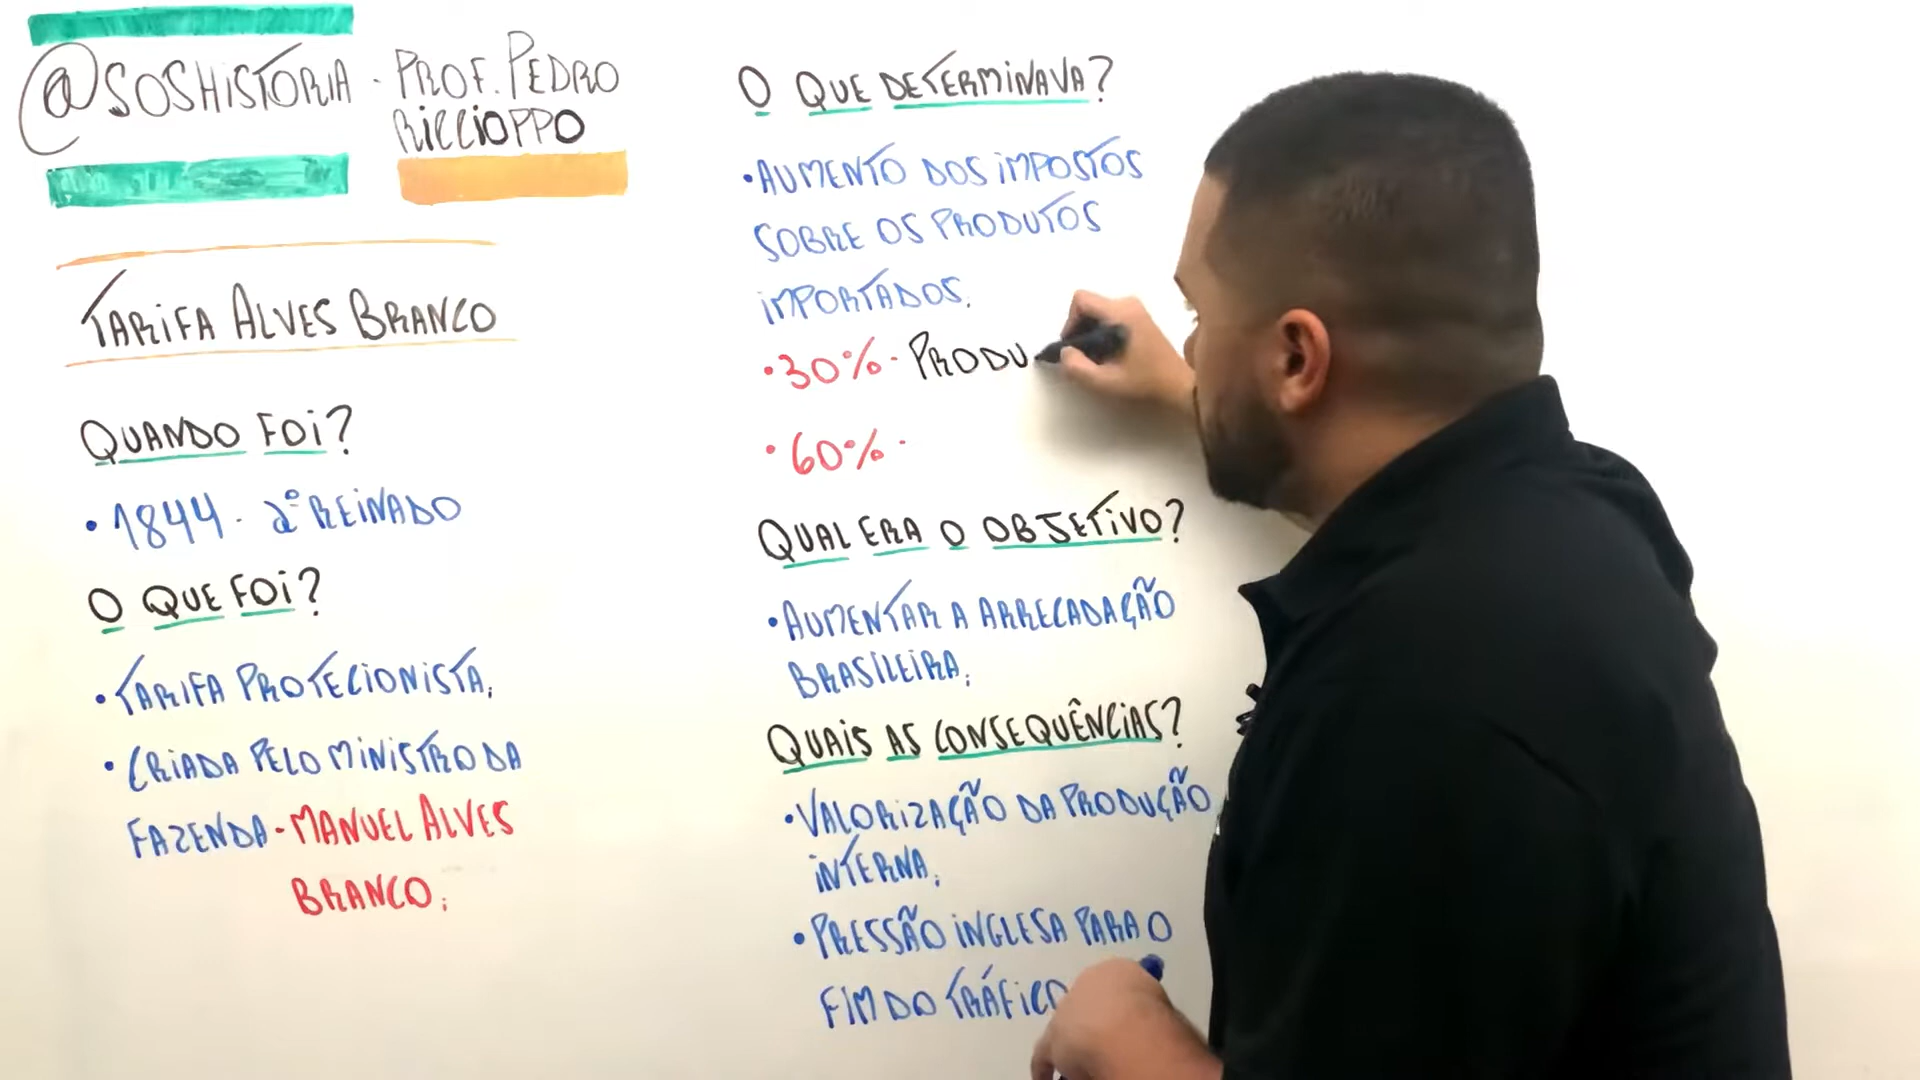 @SOSHISTORIA - PROF. PEDRO
RICCIOPPO
TARIFA ALVES BRANCO
QUANDO FOI?
• 1844 - 2º REINADO
O QUE FOI?
• TARIFA PROTECIONISTA;
• CRIADA PELO MINISTRO DA
FAZENDA - MANUEL ALVES
BRANCO;
O QUE DETERMINAVA?
• AUMENTO DOS IMPOSTOS
SOBRE OS PRODUTOS
IMPORTADOS;
• 30% - PRODU
• 60% -
QUAL ERA O OBJETIVO?
• AUMENTAR A ARRECADAÇÃO
BRASILEIRA;
QUAIS AS CONSEQUÊNCIAS?
• VALORIZAÇÃO DA PRODUÇÃO
INTERNA;
• PRESSÃO INGLESA PARA O
FIM DO TRÁFICO